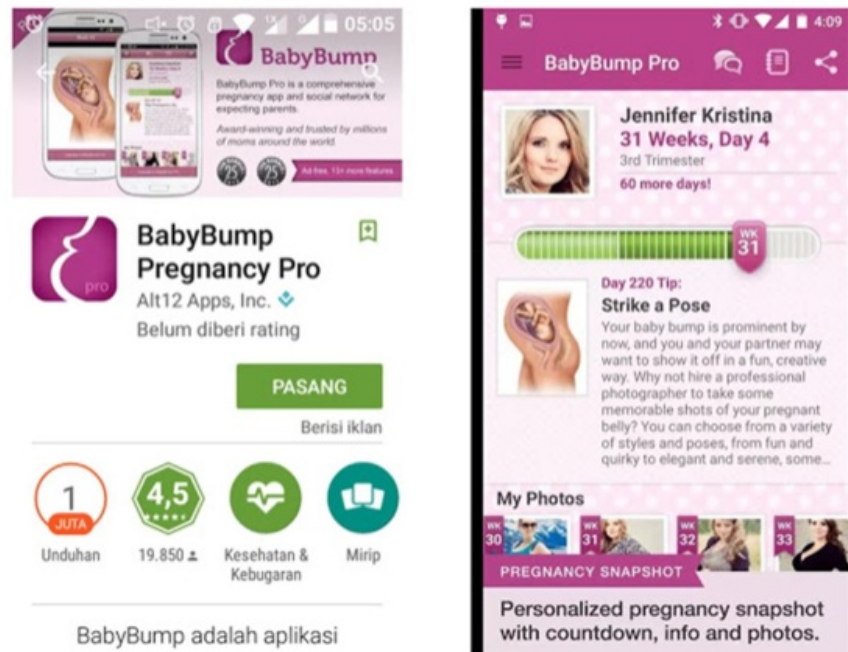 05:05
BabyBump
BabyBump Pro is a comprehensive
pregnancy app and social network for
expecting parents.
Award-winning and trusted by millions
of moms around the world.
25
25
Ad-free, 13+ more features
BabyBump
Pregnancy Pro
pro
Alt12 Apps, Inc.
Belum diberi rating
PASANG
Berisi iklan
1
JUTA
Unduhan
4,5
19.850
Kesehatan &
Kebugaran
Mirip
BabyBump adalah aplikasi
4:09
BabyBump Pro
Jennifer Kristina
31 Weeks, Day 4
3rd Trimester
60 more days!
WK
31
Day 220 Tip:
Strike a Pose
Your baby bump is prominent by
now, and you and your partner may
want to show it off in a fun, creative
way. Why not hire a professional
photographer to take some
memorable shots of your pregnant
belly? You can choose from a variety
of styles and poses, from fun and
quirky to elegant and serene, some...
My Photos
WK
30
WK
31
WK
32
WK
33
PREGNANCY SNAPSHOT
Personalized pregnancy snapshot
with countdown, info and photos.